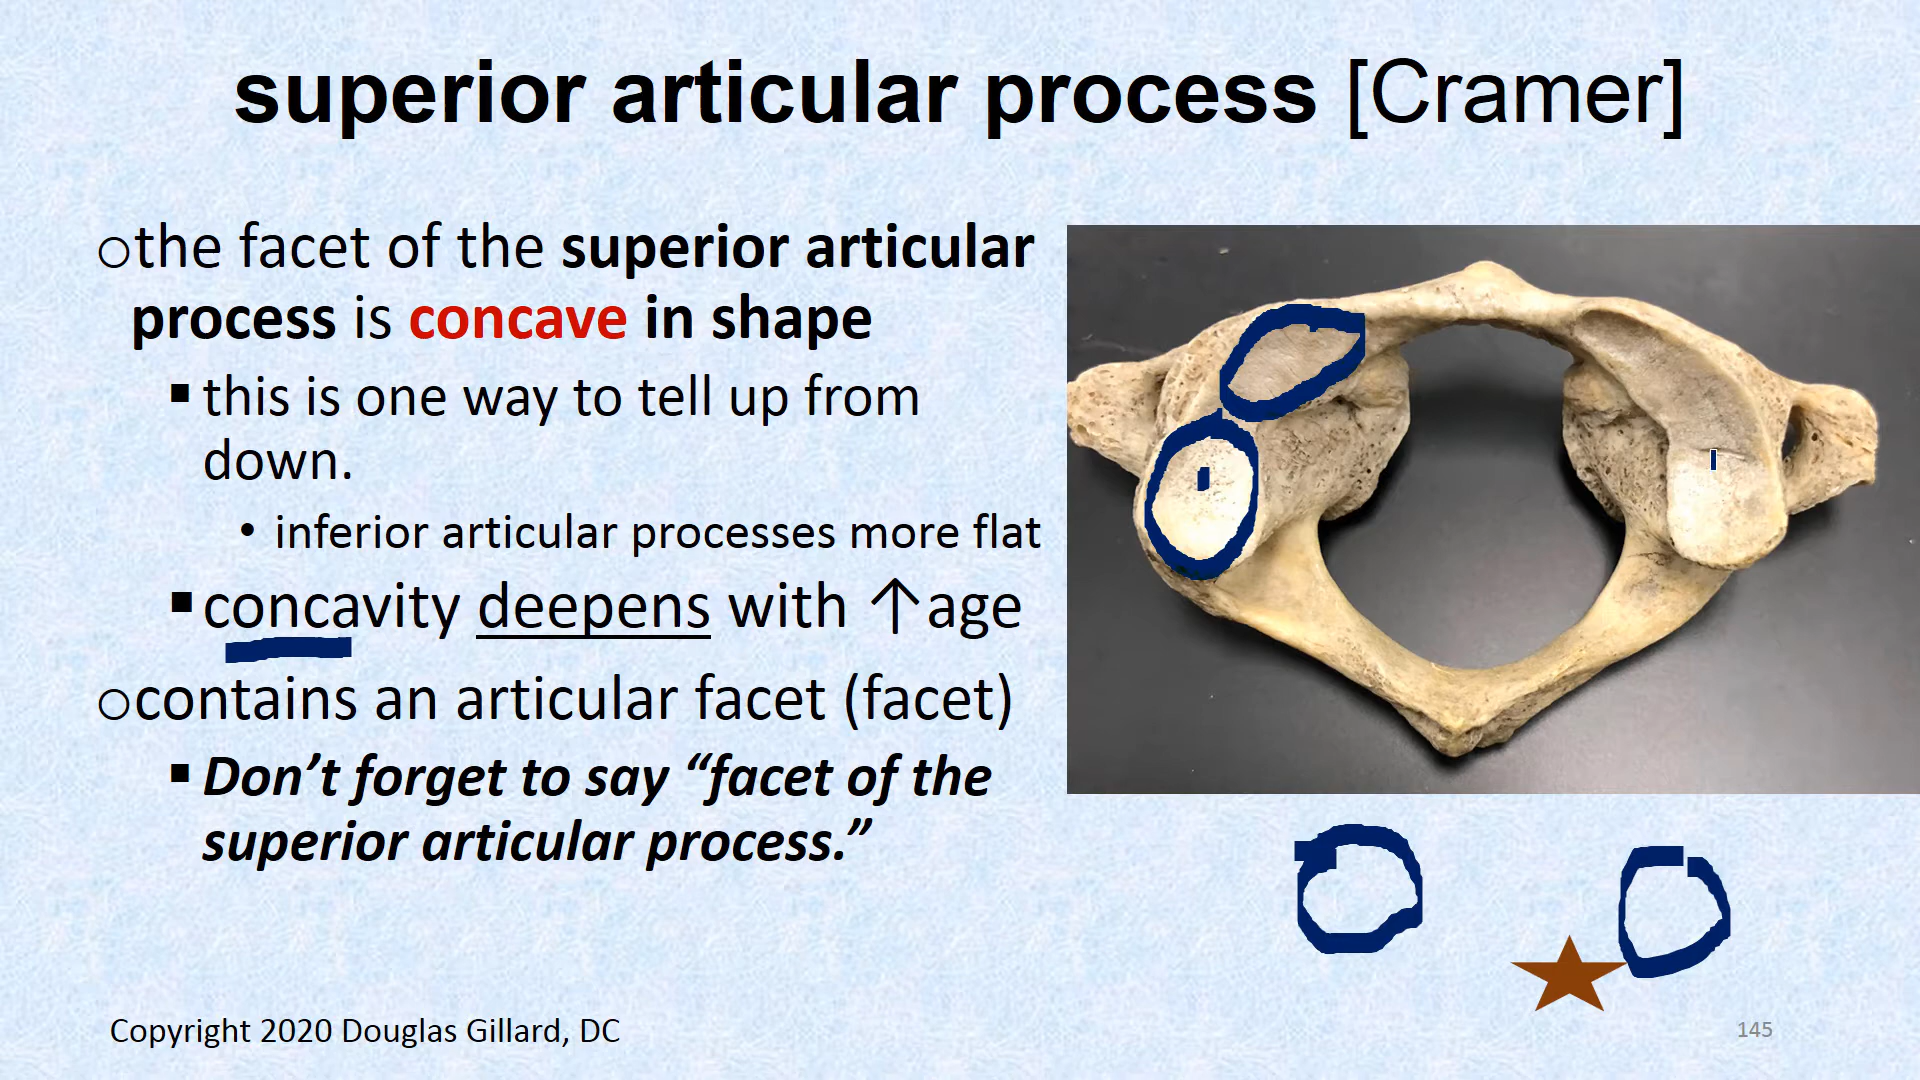 superior articular process [Cramer]
○the facet of the superior articular
process is concave in shape
▪ this is one way to tell up from
down.
• inferior articular processes more flat
▪ concavity deepens with ↑age
○contains an articular facet (facet)
▪ Don’t forget to say “facet of the
superior articular process.”
Copyright 2020 Douglas Gillard, DC
145